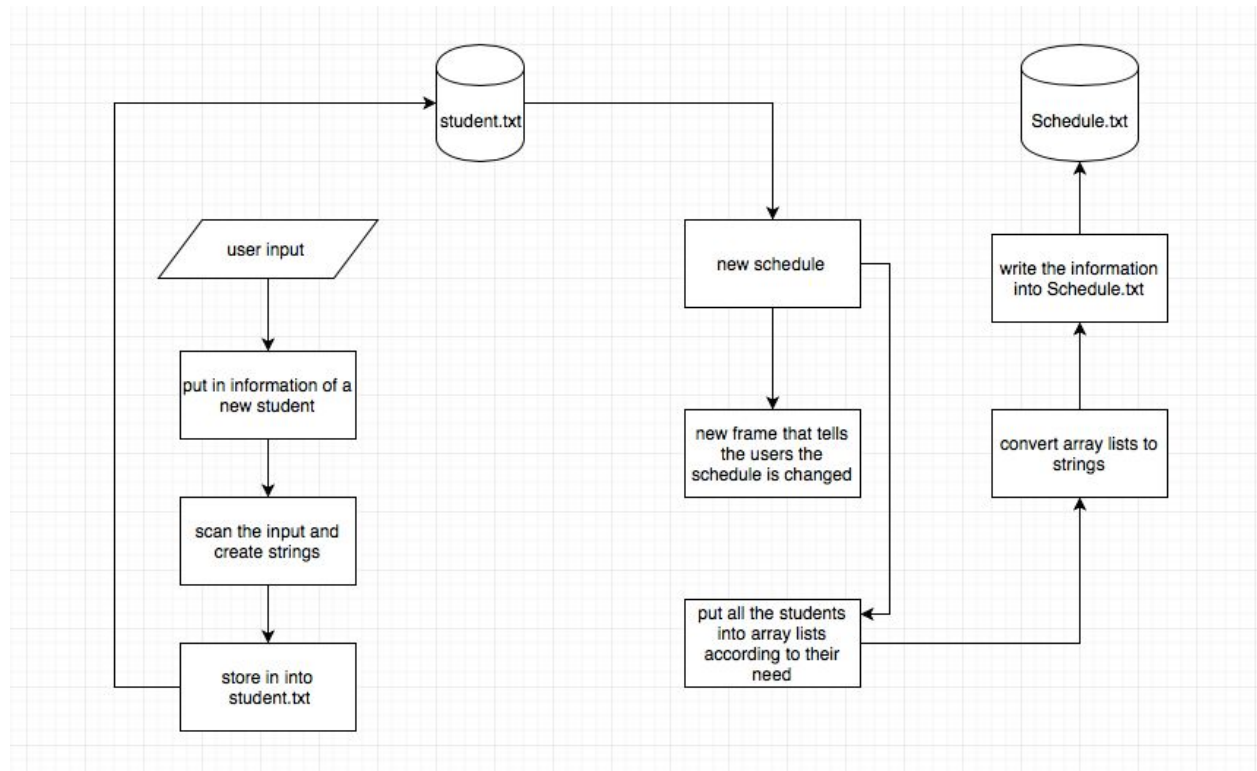 student.txt
Schedule.txt
user input
put in information of a
new student
scan the input and
create strings
store in into
student.txt
new schedule
new frame that tells
the users the
schedule is changed
put all the students
into array lists
according to their
need
convert array lists to
strings
write the information
into Schedule.txt